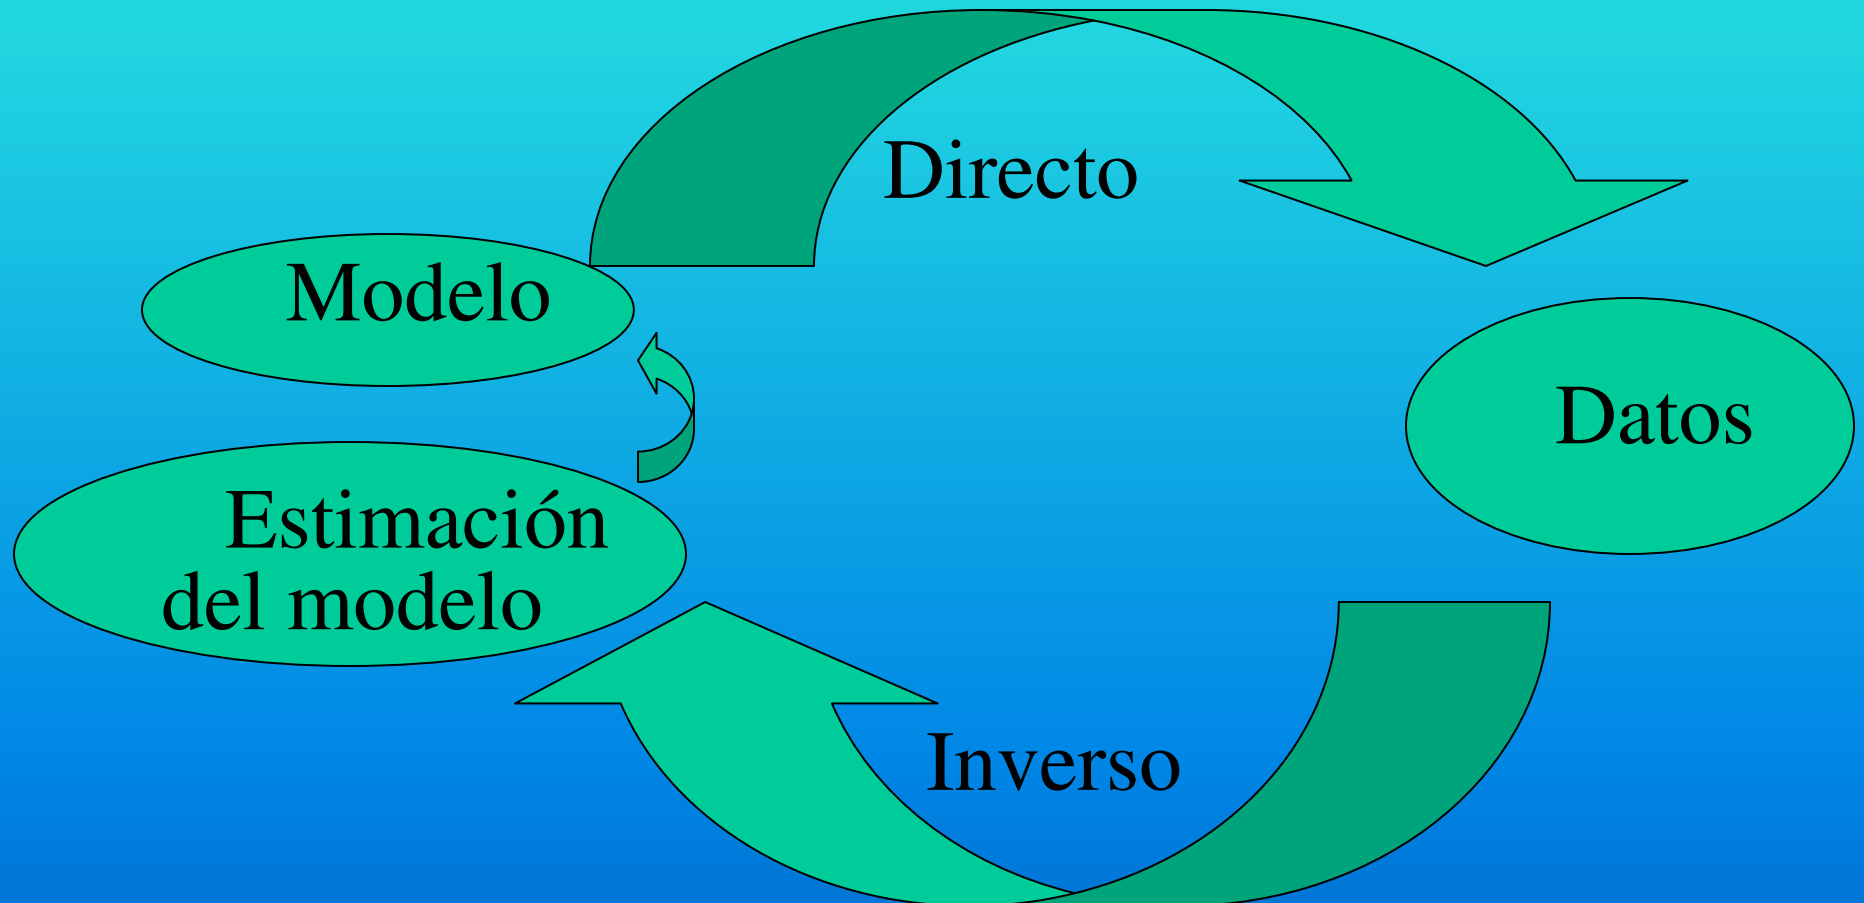 Directo
Modelo
Datos
Estimación
del modelo
Inverso